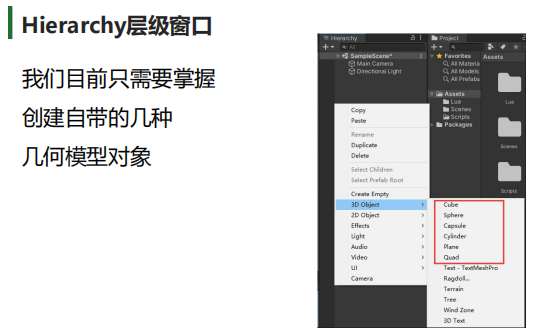 Hierarchy层级窗口
我们目前只需要掌握
创建自带的几种
几何模型对象
Hierarchy
All
SampleScene*
Main Camera
Directional Light
Project
Favorites
All Materia
All Models
All Prefabs
Assets
Lua
Scenes
Scripts
Packages
Assets
Lua
Scenes
Scripts
Copy
Paste
Rename
Duplicate
Delete
Select Children
Select Prefab Root
Create Empty
3D Object
2D Object
Effects
Light
Audio
Video
UI
Camera
Cube
Sphere
Capsule
Cylinder
Plane
Quad
Text - TextMeshPro
Ragdoll...
Terrain
Tree
Wind Zone
3D Text